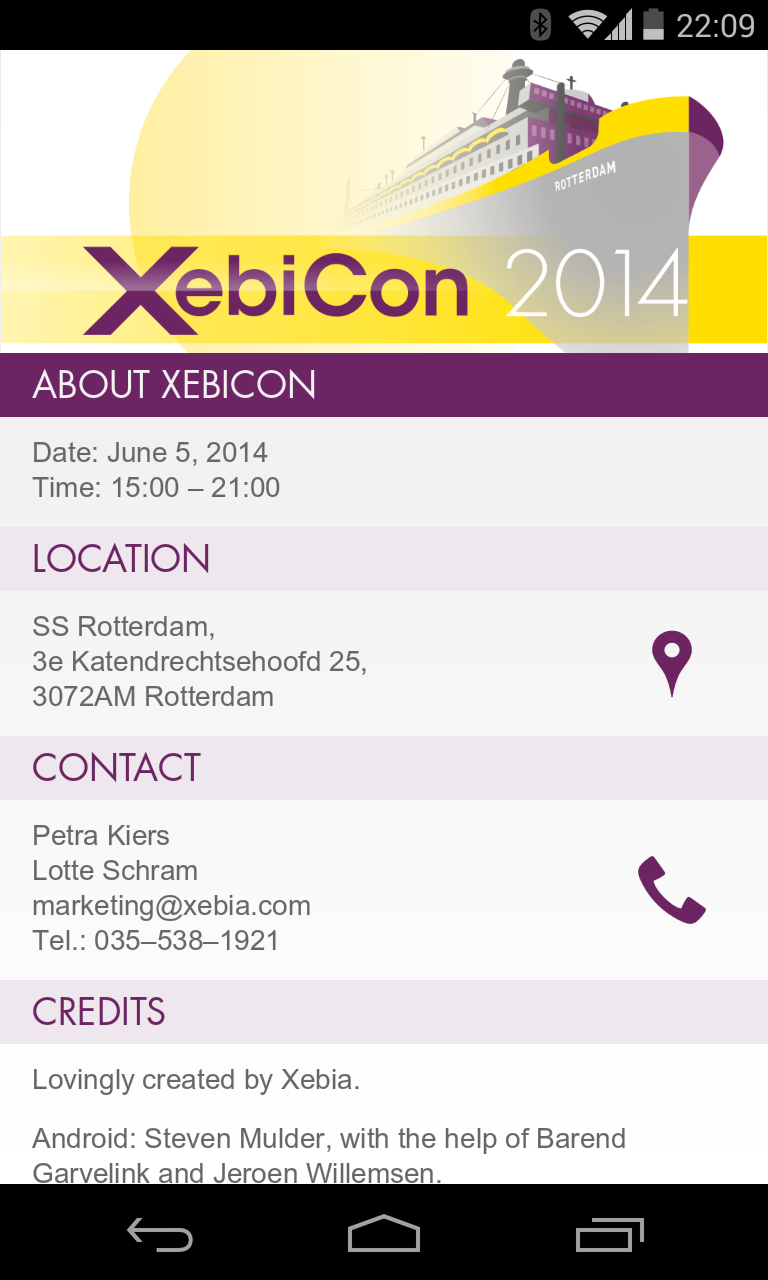 22:09
ROTTERDAM
XebiCon 2014
ABOUT XEBICON
Date: June 5, 2014
Time: 15:00 – 21:00
LOCATION
SS Rotterdam,
3e Katendrechtsehoofd 25,
3072AM Rotterdam
CONTACT
Petra Kiers
Lotte Schram
marketing@xebia.com
Tel.: 035–538–1921
CREDITS
Lovingly created by Xebia.
Android: Steven Mulder, with the help of Barend
Garvelink and Jeroen Willemsen.